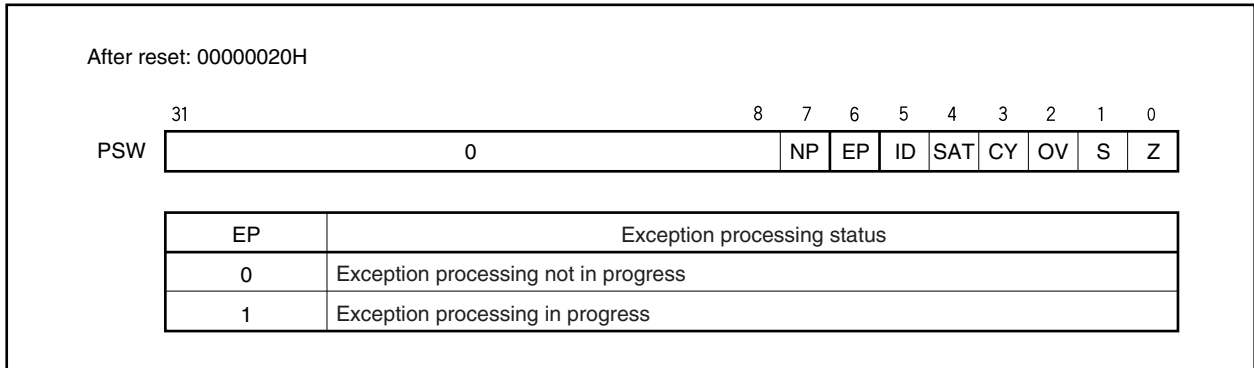 After reset: 00000020H
31 8 7 6 5 4 3 2 1 0
PSW 0 NP EP ID SAT CY OV S Z
EP Exception processing status
0 Exception processing not in progress
1 Exception processing in progress